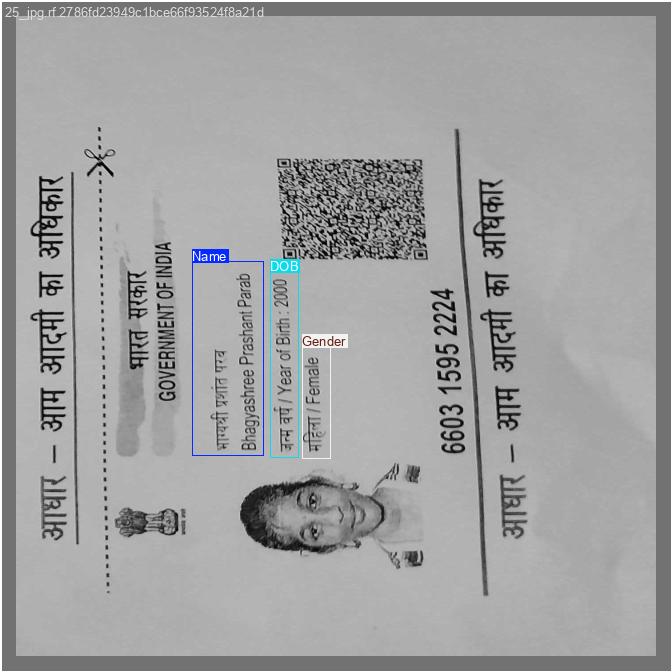 25_jpg.rf.2786fd23949c1bce66f93524f8a21d
आधार – आम आदमी का अधिकार
भारत सरकार
GOVERNMENT OF INDIA
Name
भाग्यश्री प्रशांत परब
Bhagyashree Prashant Parab
DOB
जन्म वर्ष / Year of Birth : 2000
Gender
महिला / Female
6603 1595 2224
आधार – आम आदमी का अधिकार